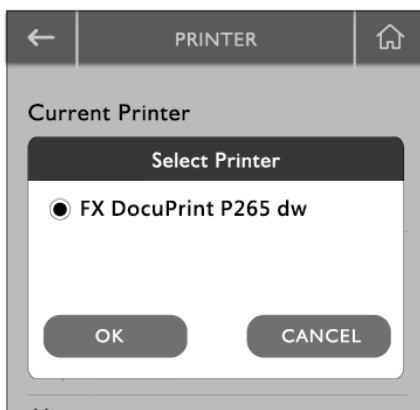 PRINTER
Current Printer
Select Printer
FX DocuPrint P265 dw
OK CANCEL